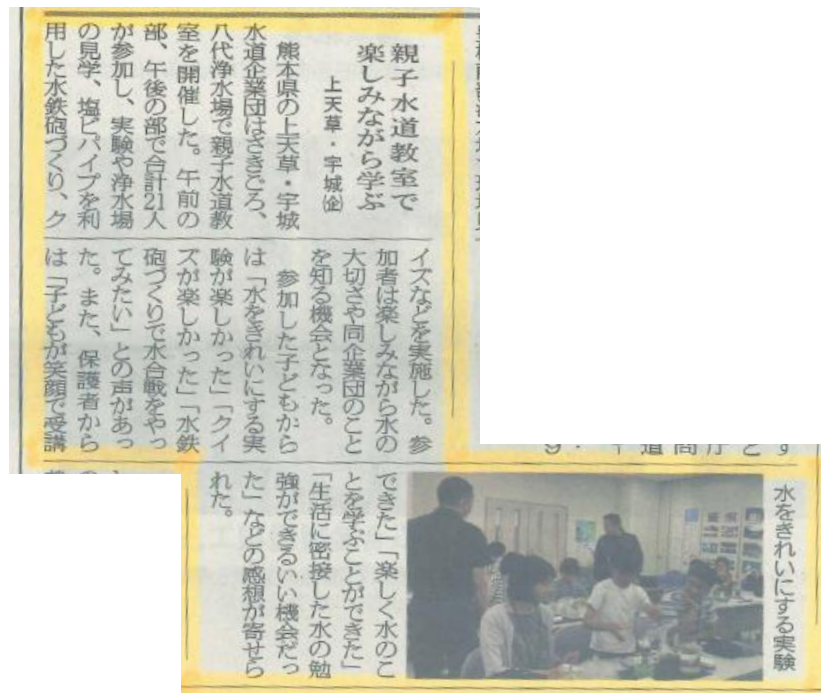 親子水道教室で
楽しみながら学ぶ
上天草・宇城㈽
熊本県の上天草・宇城
水道企業団はさきごろ、
八代浄水場で親子水道教
室を開催した。午前の
部、午後の部で合計21人
が参加し、実験や浄水場
の見学、塩ビパイプを利
用した水鉄砲づくり、ク
イズなどを実施した。参
加者は楽しみながら水の
大切さや同企業団のこと
を知る機会となった。
参加した子どもから
は「水をきれいにする実
験が楽しかった」「クイ
ズが楽しかった」「水鉄
砲づくりで水合戦をやっ
てみたい」との声があっ
た。また、保護者から
は「子どもが笑顔で受講
水をきれいにする実験
できた」「楽しく水のこ
とを学ぶことができた」
「生活に密接した水の勉
強ができるいい機会だっ
た」などの感想が寄せら
れた。